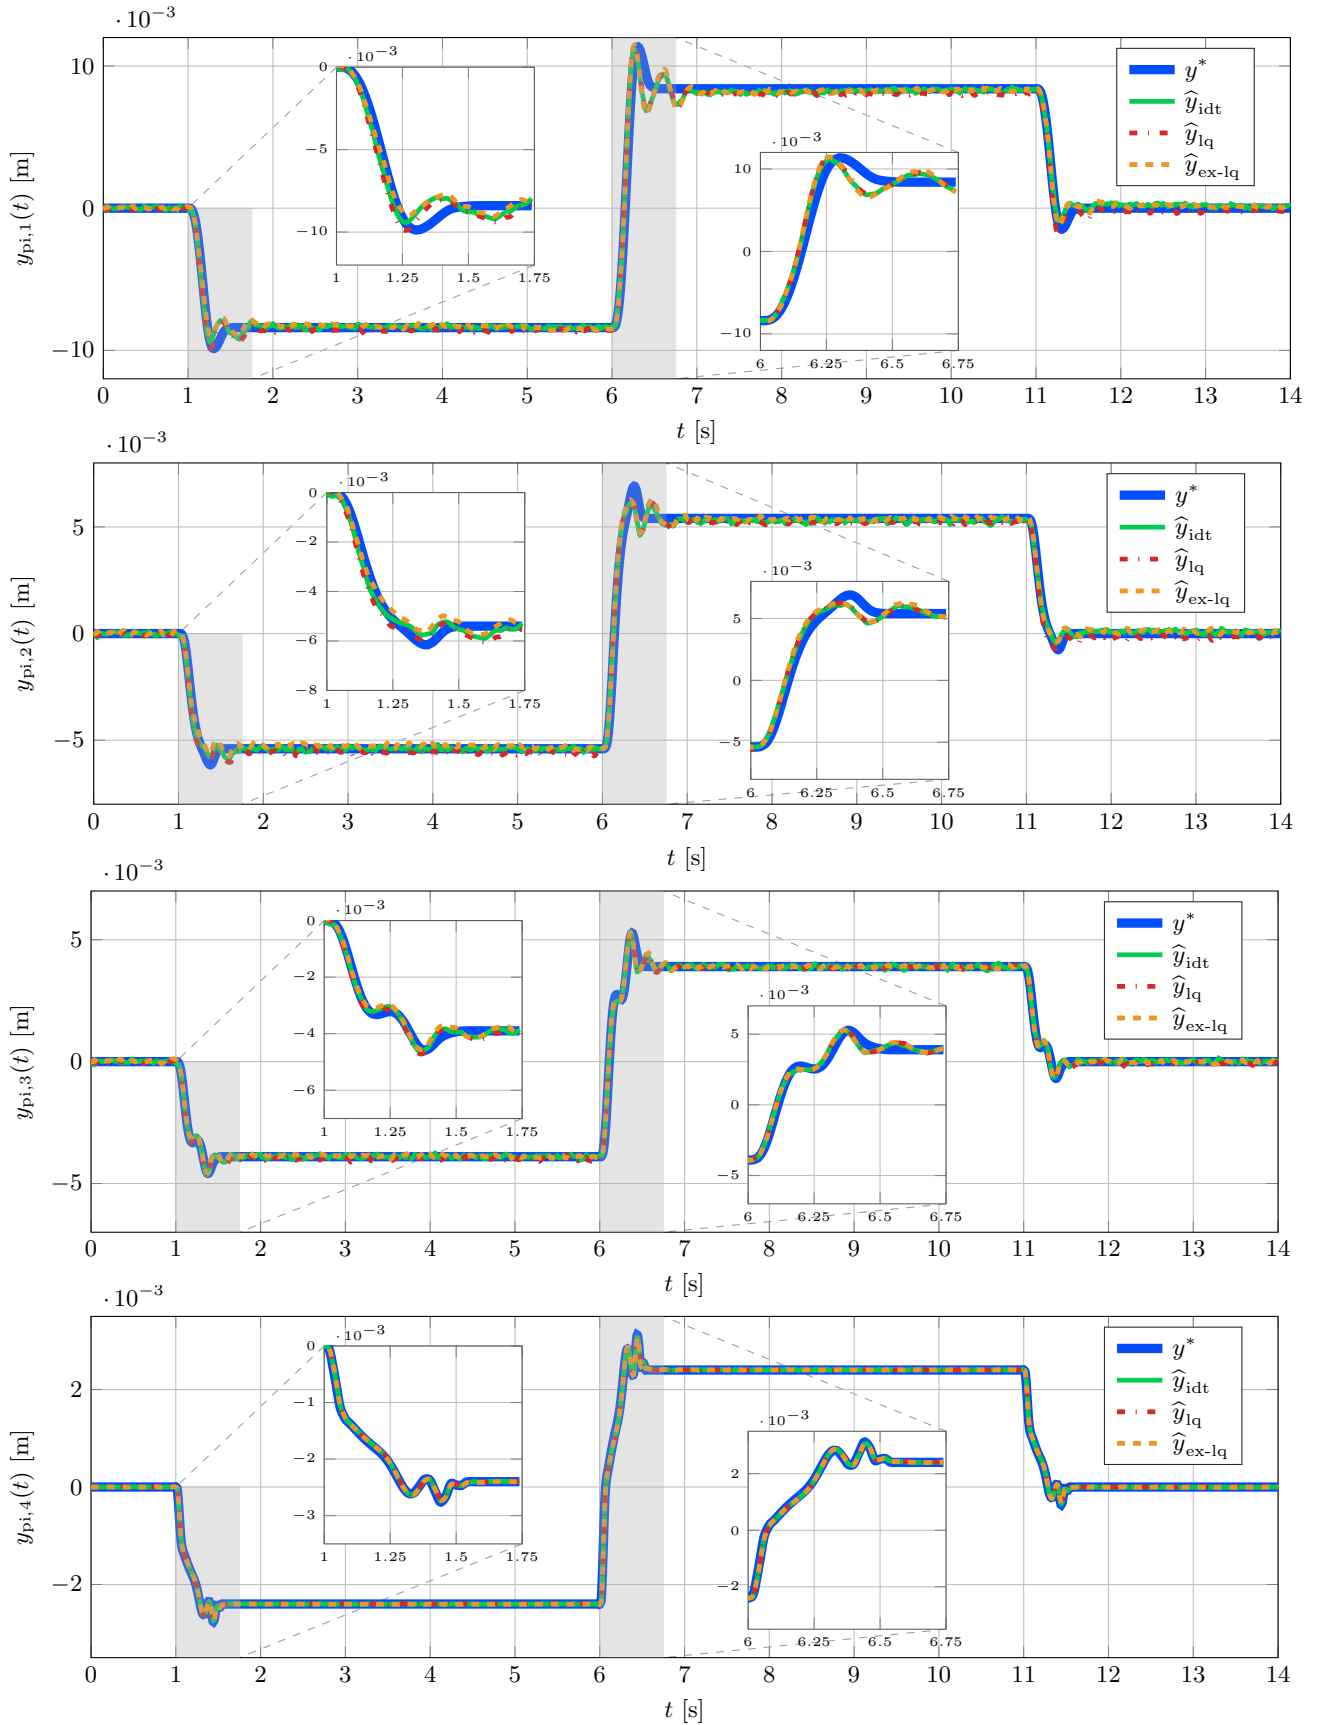 · 10⁻³
10
0
−10
y_pi,1(t) [m]
· 10⁻³
0
−5
−10
1 1.25 1.5 1.75
· 10⁻³
10
0
−10
6 6.25 6.5 6.75
y*
ŷ_idt
ŷ_lq
ŷ_ex-lq
0 1 2 3 4 5 6 7 8 9 10 11 12 13 14
t [s]
· 10⁻³
5
0
−5
y_pi,2(t) [m]
· 10⁻³
0
−2
−4
−6
−8
1 1.25 1.5 1.75
· 10⁻³
5
0
−5
6 6.25 6.5 6.75
y*
ŷ_idt
ŷ_lq
ŷ_ex-lq
0 1 2 3 4 5 6 7 8 9 10 11 12 13 14
t [s]
· 10⁻³
5
0
−5
y_pi,3(t) [m]
· 10⁻³
0
−2
−4
−6
1 1.25 1.5 1.75
· 10⁻³
5
0
−5
6 6.25 6.5 6.75
y*
ŷ_idt
ŷ_lq
ŷ_ex-lq
0 1 2 3 4 5 6 7 8 9 10 11 12 13 14
t [s]
· 10⁻³
2
0
−2
y_pi,4(t) [m]
· 10⁻³
0
−1
−2
−3
1 1.25 1.5 1.75
· 10⁻³
2
0
−2
6 6.25 6.5 6.75
y*
ŷ_idt
ŷ_lq
ŷ_ex-lq
0 1 2 3 4 5 6 7 8 9 10 11 12 13 14
t [s]